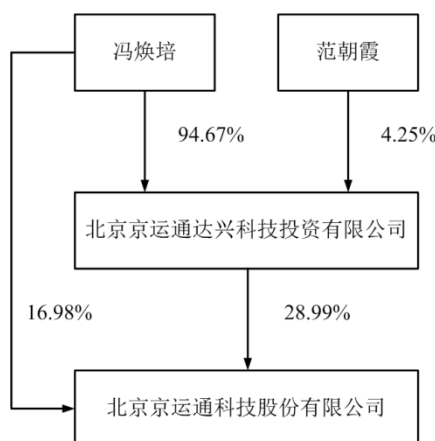 冯焕培
范朝霞
94.67%
4.25%
北京京运通达兴科技投资有限公司
16.98%
28.99%
北京京运通科技股份有限公司